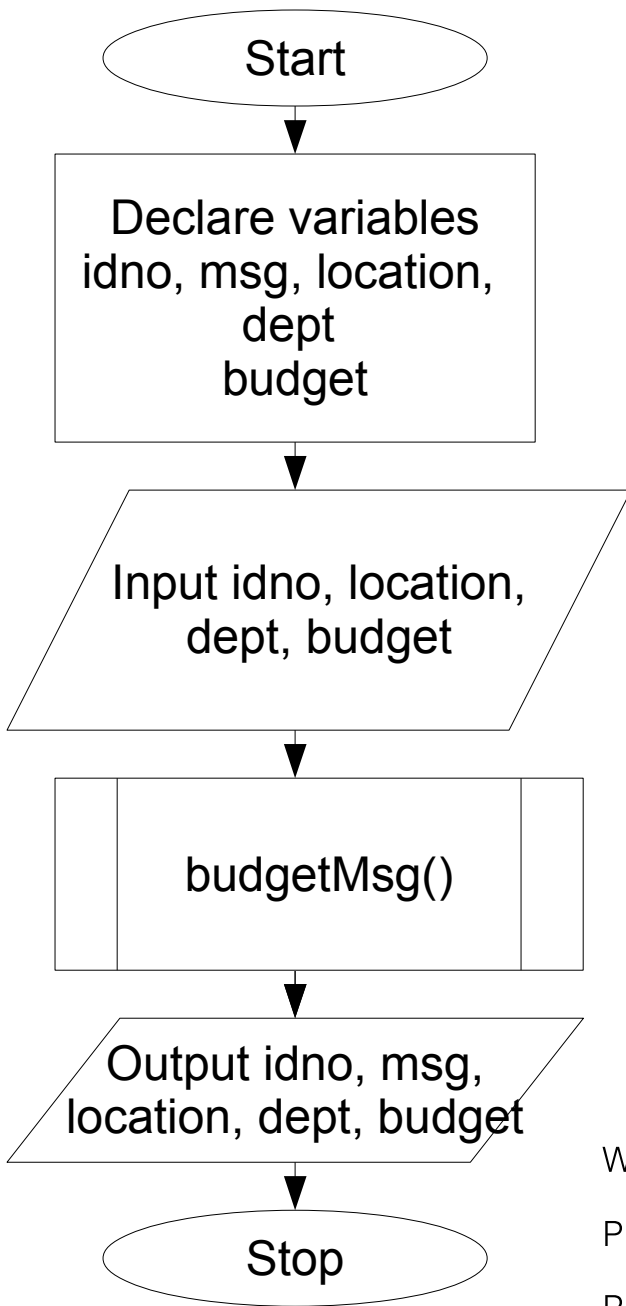 Start
Declare variables
idno, msg, location,
dept
budget
Input idno, location,
dept, budget
budgetMsg()
Output idno, msg,
location, dept, budget
W
P
Stop